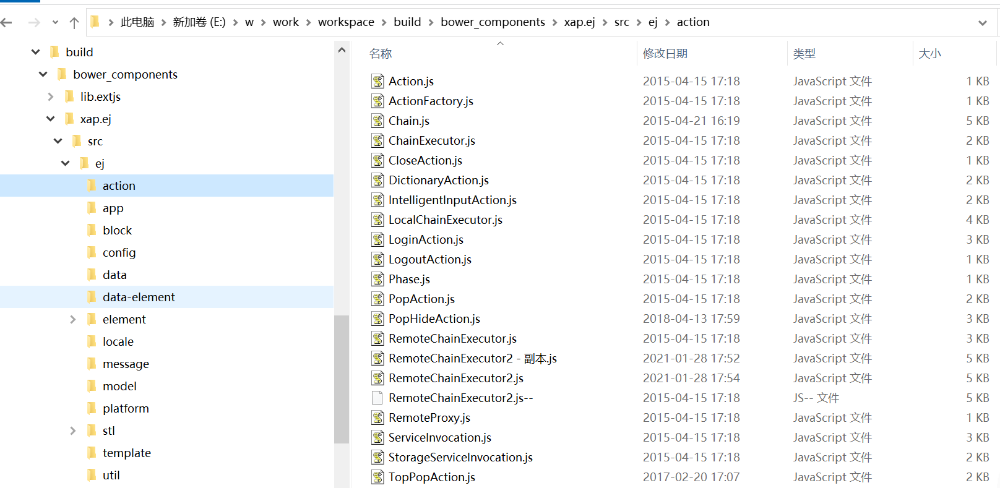 此电脑 新加卷 (E:) w work workspace build bower_components xap.ej src ej action
build
bower_components
lib.extjs
xap.ej
src
ej
action
app
block
config
data
data-element
element
locale
message
model
platform
stl
template
util
名称 修改日期 类型 大小
Action.js 2015-04-15 17:18 JavaScript 文件 1 KB
ActionFactory.js 2015-04-15 17:18 JavaScript 文件 1 KB
Chain.js 2015-04-21 16:19 JavaScript 文件 5 KB
ChainExecutor.js 2015-04-15 17:18 JavaScript 文件 2 KB
CloseAction.js 2015-04-15 17:18 JavaScript 文件 1 KB
DictionaryAction.js 2015-04-15 17:18 JavaScript 文件 2 KB
IntelligentInputAction.js 2015-04-15 17:18 JavaScript 文件 2 KB
LocalChainExecutor.js 2015-04-15 17:18 JavaScript 文件 4 KB
LoginAction.js 2015-04-15 17:18 JavaScript 文件 3 KB
LogoutAction.js 2015-04-15 17:18 JavaScript 文件 1 KB
Phase.js 2015-04-15 17:18 JavaScript 文件 1 KB
PopAction.js 2015-04-15 17:18 JavaScript 文件 2 KB
PopHideAction.js 2018-04-13 17:59 JavaScript 文件 3 KB
RemoteChainExecutor.js 2015-04-15 17:18 JavaScript 文件 3 KB
RemoteChainExecutor2 - 副本.js 2021-01-28 17:52 JavaScript 文件 5 KB
RemoteChainExecutor2.js 2021-01-28 17:54 JavaScript 文件 5 KB
RemoteChainExecutor2.js-- 2015-04-15 17:18 JS-- 文件 5 KB
RemoteProxy.js 2015-04-15 17:18 JavaScript 文件 1 KB
ServiceInvocation.js 2015-04-15 17:18 JavaScript 文件 3 KB
StorageServiceInvocation.js 2015-04-15 17:18 JavaScript 文件 2 KB
TopPopAction.js 2017-02-20 17:07 JavaScript 文件 2 KB